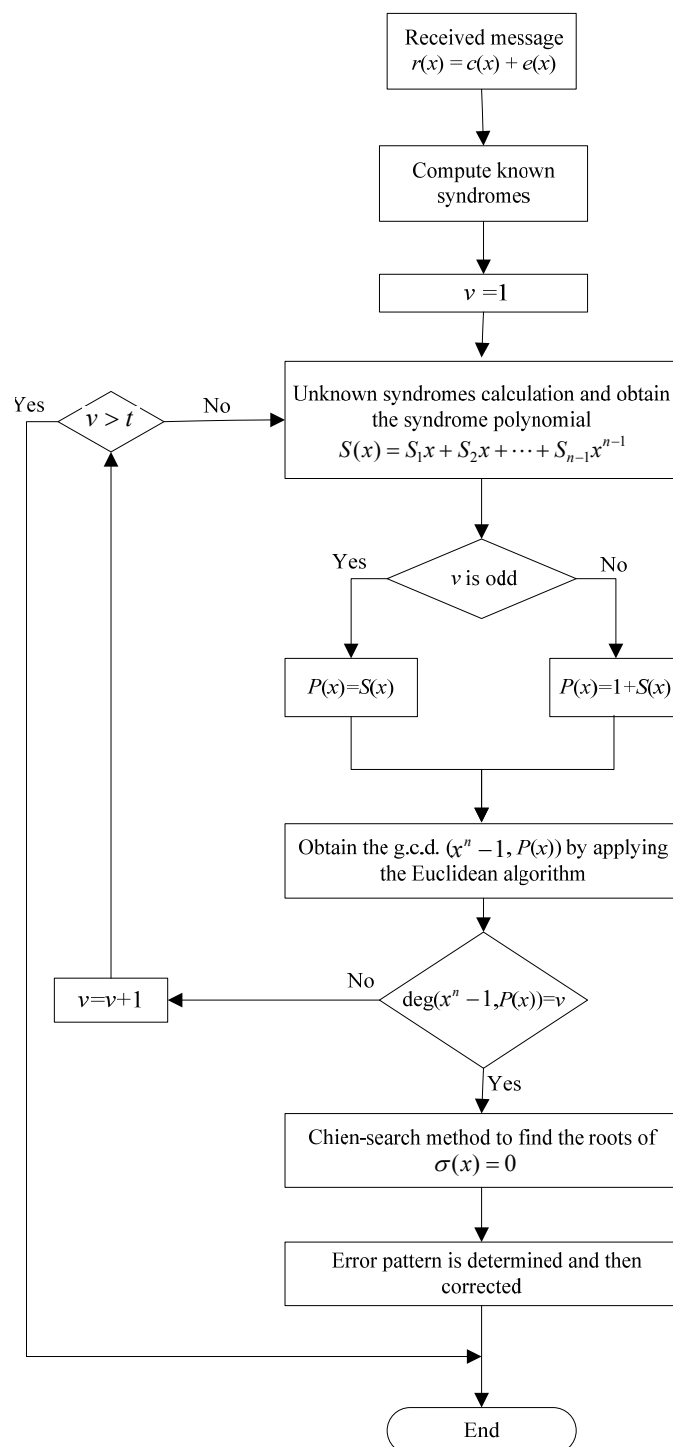 Received message
r(x) = c(x) + e(x)
Compute known
syndromes
v =1
Yes
v > t
No
Unknown syndromes calculation and obtain
the syndrome polynomial
S(x) = S₁x + S₂x + ⋯ + Sₙ₋₁xⁿ⁻¹
Yes
v is odd
No
P(x)=S(x)
P(x)=1+S(x)
Obtain the g.c.d. (xⁿ −1, P(x)) by applying
the Euclidean algorithm
No
v=v+1
deg(xⁿ −1,P(x))=v
Yes
Chien-search method to find the roots of
σ(x) = 0
Error pattern is determined and then
corrected
End